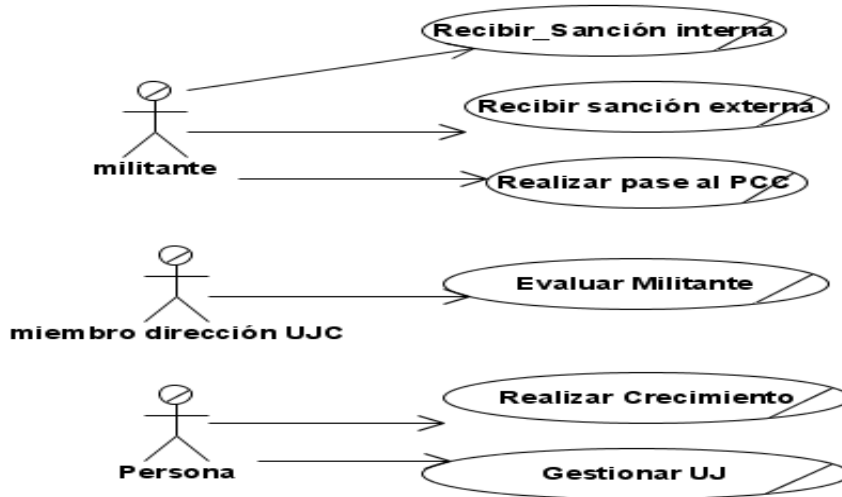 Recibir_Sanción interna
Recibir sanción externa
militante
Realizar pase al PCC
Evaluar Militante
miembro dirección UJC
Realizar Crecimiento
Persona
Gestionar UJ